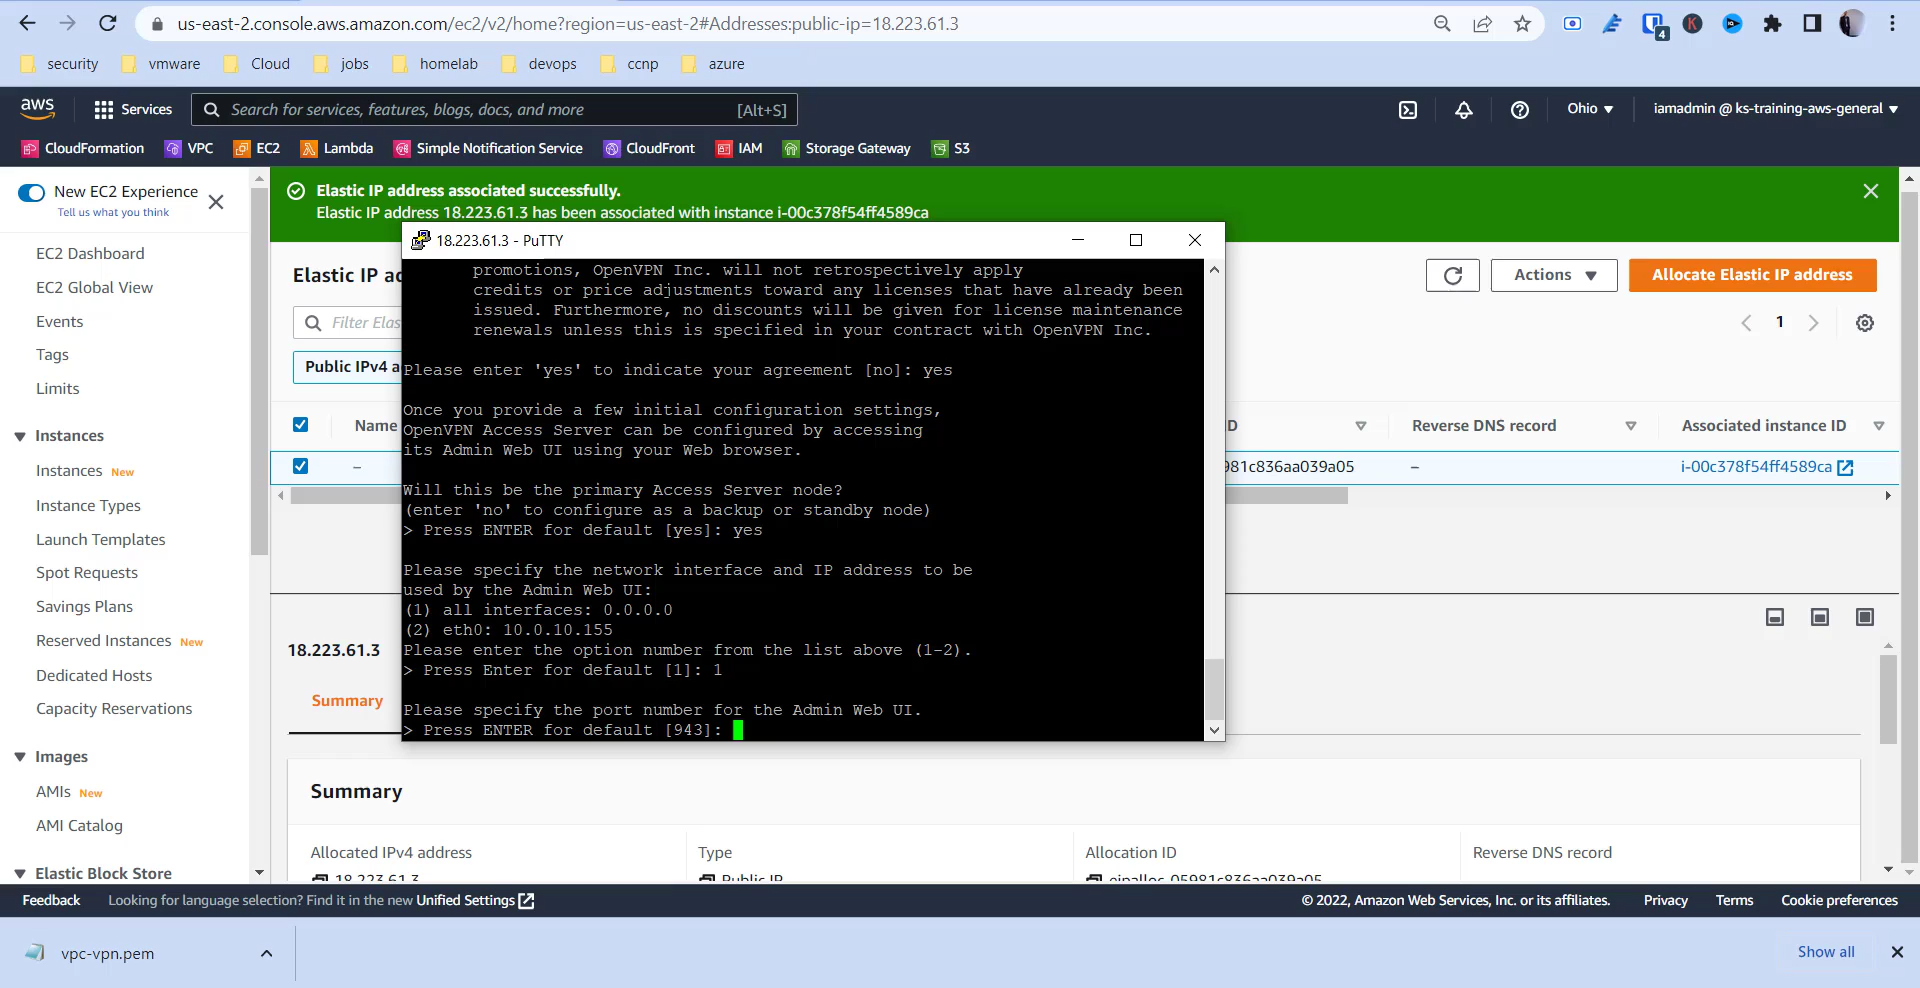 us-east-2.console.aws.amazon.com/ec2/v2/home?region=us-east-2#Addresses:public-ip=18.223.61.3
4
K
security
vmware
Cloud
jobs
homelab
devops
ccnp
azure
aws
Services
Search for services, features, blogs, docs, and more
[Alt+S]
Ohio
iamadmin @ ks-training-aws-general
CloudFormation
VPC
EC2
Lambda
Simple Notification Service
CloudFront
IAM
Storage Gateway
S3
New EC2 Experience
Tell us what you think
EC2 Dashboard
EC2 Global View
Events
Tags
Limits
Instances
Instances New
Instance Types
Launch Templates
Spot Requests
Savings Plans
Reserved Instances New
Dedicated Hosts
Capacity Reservations
Images
AMIs New
AMI Catalog
Elastic Block Store
Elastic IP address associated successfully.
Elastic IP address 18.223.61.3 has been associated with instance i-00c378f54ff4589ca
Elastic IP ad
Actions
Allocate Elastic IP address
Filter Elas
1
Public IPv4 a
Name
D
Reverse DNS record
Associated instance ID
–
981c836aa039a05
–
i-00c378f54ff4589ca
18.223.61.3 - PuTTY
promotions, OpenVPN Inc. will not retrospectively apply
credits or price adjustments toward any licenses that have already been
issued. Furthermore, no discounts will be given for license maintenance
renewals unless this is specified in your contract with OpenVPN Inc.
Please enter 'yes' to indicate your agreement [no]: yes
Once you provide a few initial configuration settings,
OpenVPN Access Server can be configured by accessing
its Admin Web UI using your Web browser.
Will this be the primary Access Server node?
(enter 'no' to configure as a backup or standby node)
> Press ENTER for default [yes]: yes
Please specify the network interface and IP address to be
used by the Admin Web UI:
(1) all interfaces: 0.0.0.0
(2) eth0: 10.0.10.155
Please enter the option number from the list above (1-2).
> Press Enter for default [1]: 1
Please specify the port number for the Admin Web UI.
> Press ENTER for default [943]:
18.223.61.3
Summary
Summary
Allocated IPv4 address
Type
Allocation ID
Reverse DNS record
18.223.61.3
Public IP
eipalloc-05981c836aa039a05
Feedback
Looking for language selection? Find it in the new Unified Settings
© 2022, Amazon Web Services, Inc. or its affiliates.
Privacy
Terms
Cookie preferences
vpc-vpn.pem
Show all